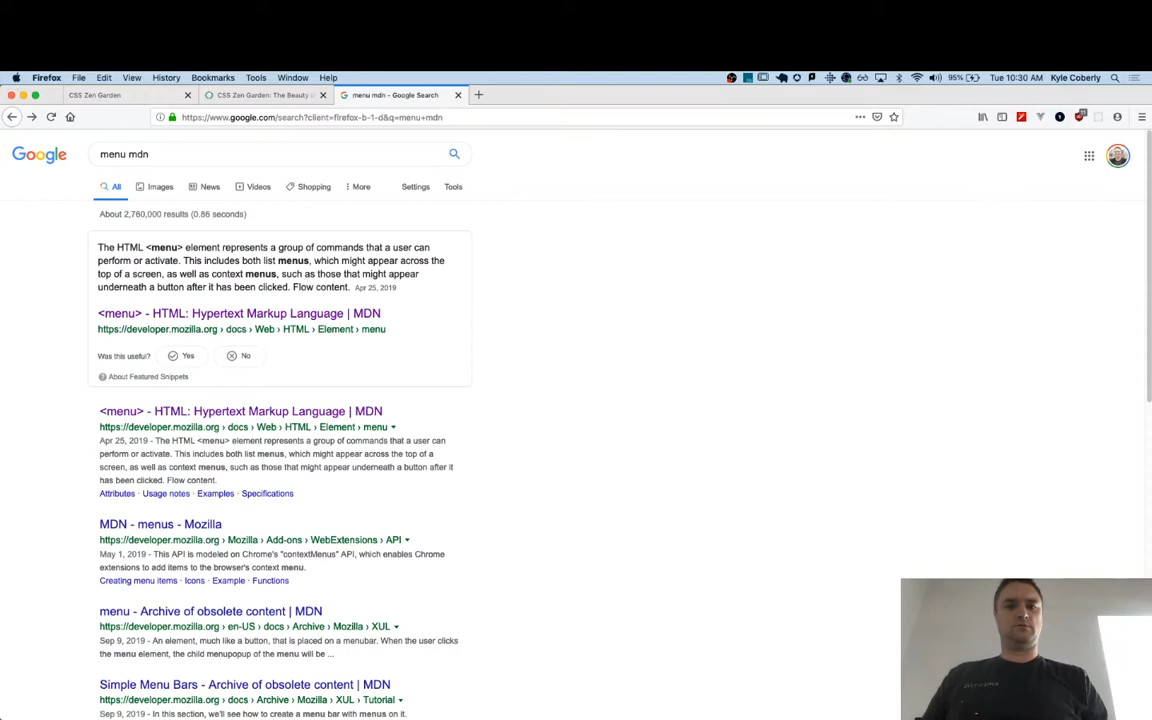 Firefox File Edit View History Bookmarks Tools Window Help 95% Tue 10:30 AM Kyle Coberly
CSS Zen Garden CSS Zen Garden: The Beauty menu mdn - Google Search
https://www.google.com/search?client=firefox-b-1-d&q=menu+mdn
Google menu mdn
All Images News Videos Shopping More Settings Tools
About 2,760,000 results (0.86 seconds)
The HTML <menu> element represents a group of commands that a user can
perform or activate. This includes both list menus, which might appear across the
top of a screen, as well as context menus, such as those that might appear
underneath a button after it has been clicked. Flow content. Apr 25, 2019
<menu> - HTML: Hypertext Markup Language | MDN
https://developer.mozilla.org › docs › Web › HTML › Element › menu
Was this useful? Yes No
About Featured Snippets
<menu> - HTML: Hypertext Markup Language | MDN
https://developer.mozilla.org › docs › Web › HTML › Element › menu
Apr 25, 2019 - The HTML <menu> element represents a group of commands that a user can
perform or activate. This includes both list menus, which might appear across the top of a
screen, as well as context menus, such as those that might appear underneath a button after it
has been clicked. Flow content.
Attributes · Usage notes · Examples · Specifications
MDN - menus - Mozilla
https://developer.mozilla.org › Mozilla › Add-ons › WebExtensions › API
May 1, 2019 - This API is modeled on Chrome's "contextMenus" API, which enables Chrome
extensions to add items to the browser's context menu.
Creating menu items · Icons · Example · Functions
menu - Archive of obsolete content | MDN
https://developer.mozilla.org › en-US › docs › Archive › Mozilla › XUL
Sep 9, 2019 - An element, much like a button, that is placed on a menubar. When the user clicks
the menu element, the child menupopup of the menu will be ...
Simple Menu Bars - Archive of obsolete content | MDN
https://developer.mozilla.org › docs › Archive › Mozilla › XUL › Tutorial
Sep 9, 2019 - In this section, we'll see how to create a menu bar with menus on it.